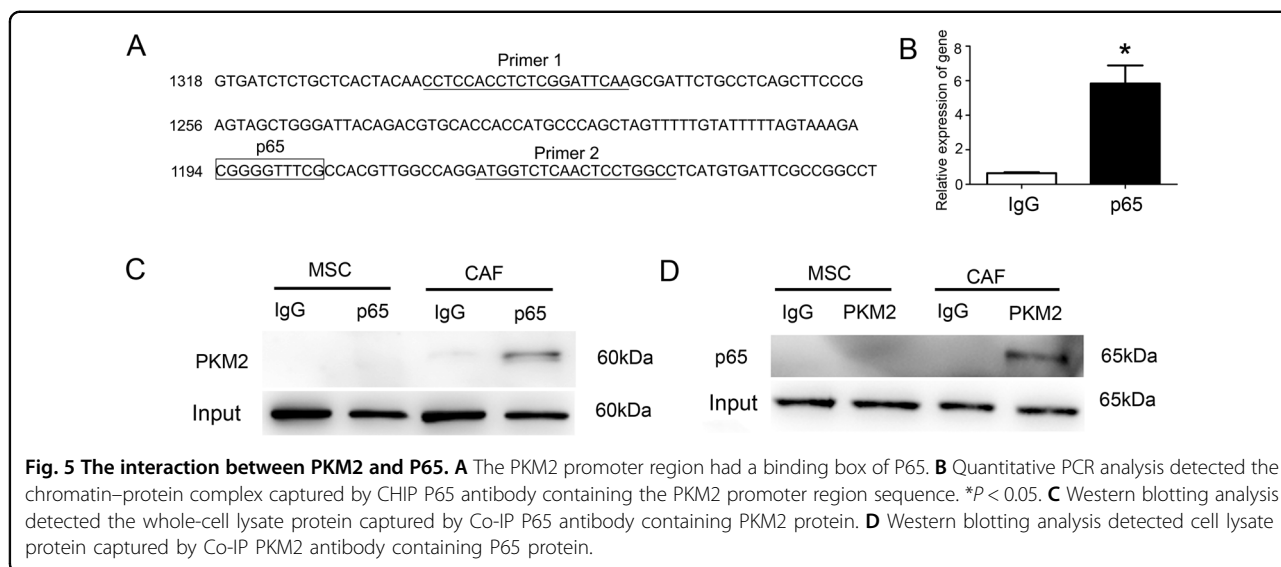 A
Primer 1
1318 GTGATCTCTGCTCACTACAACCTCCACCTCTCGGATTCAAGCGATTCTGCCTCAGCTTCCCG
1256 AGTAGCTGGGATTACAGACGTGCACCACCATGCCCAGCTAGTTTTTGTATTTTTAGTAAAGA
p65 Primer 2
1194 CGGGGTTTCGCCACGTTGGCCAGGATGGTCTCAACTCCTGGCCTCATGTGATTCGCCGGCCT
B
Relative expression of gene
8
6
4
2
0
*
IgG p65
C
MSC CAF
IgG p65 IgG p65
PKM2 60kDa
Input 60kDa
D
MSC CAF
IgG PKM2 IgG PKM2
p65 65kDa
Input 65kDa
Fig. 5 The interaction between PKM2 and P65. A The PKM2 promoter region had a binding box of P65. B Quantitative PCR analysis detected the
chromatin–protein complex captured by CHIP P65 antibody containing the PKM2 promoter region sequence. *P < 0.05. C Western blotting analysis
detected the whole-cell lysate protein captured by Co-IP P65 antibody containing PKM2 protein. D Western blotting analysis detected cell lysate
protein captured by Co-IP PKM2 antibody containing P65 protein.